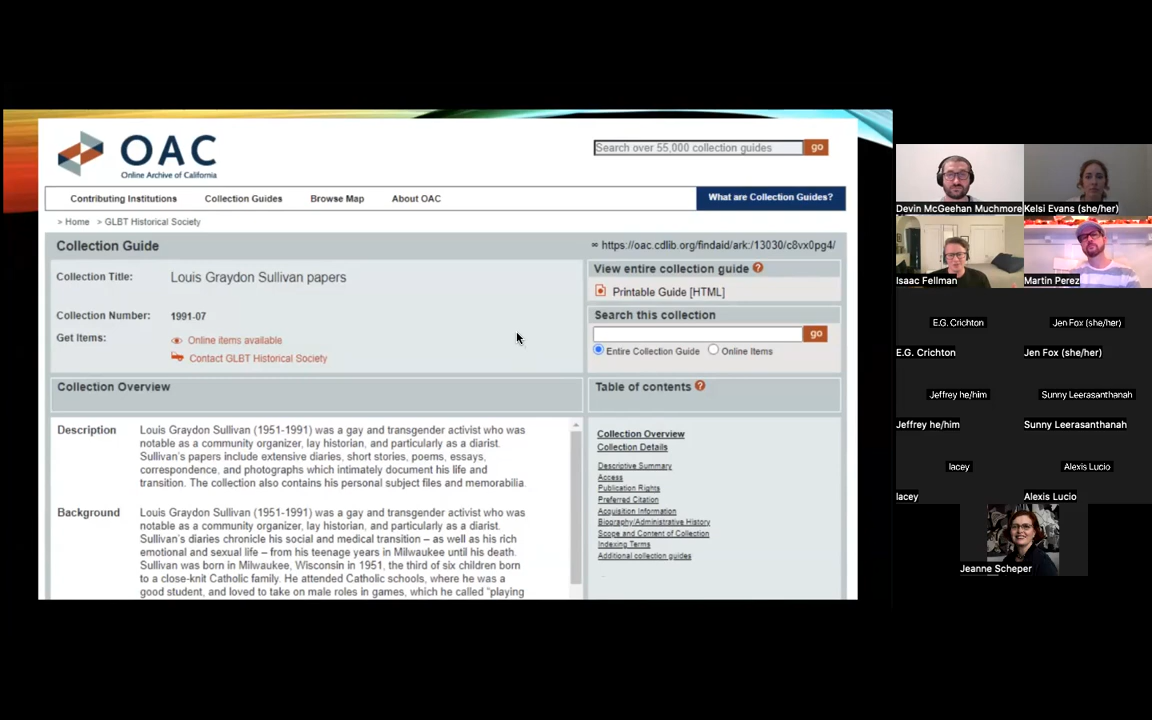 OAC
Online Archive of California
Search over 55,000 collection guides
go
Contributing Institutions
Collection Guides
Browse Map
About OAC
What are Collection Guides?
> Home > GLBT Historical Society
Collection Guide
https://oac.cdlib.org/findaid/ark:/13030/c8vx0pg4/
Collection Title:
Louis Graydon Sullivan papers
Collection Number:
1991-07
Get Items:
Online items available
Contact GLBT Historical Society
View entire collection guide ?
Printable Guide [HTML]
Search this collection
go
Entire Collection Guide
Online Items
Collection Overview
Description
Louis Graydon Sullivan (1951-1991) was a gay and transgender activist who was
notable as a community organizer, lay historian, and particularly as a diarist.
Sullivan's papers include extensive diaries, short stories, poems, essays,
correspondence, and photographs which intimately document his life and
transition. The collection also contains his personal subject files and memorabilia.
Background
Louis Graydon Sullivan (1951-1991) was a gay and transgender activist who was
notable as a community organizer, lay historian, and particularly as a diarist.
Sullivan's diaries chronicle his social and medical transition – as well as his rich
emotional and sexual life – from his teenage years in Milwaukee until his death.
Sullivan was born in Milwaukee, Wisconsin in 1951, the third of six children born
to a close-knit Catholic family. He attended Catholic schools, where he was a
good student, and loved to take on male roles in games, which he called "playing
Table of contents ?
Collection Overview
Collection Details
Descriptive Summary
Access
Publication Rights
Preferred Citation
Acquisition Information
Biography/Administrative History
Scope and Content of Collection
Indexing Terms
Additional collection guides
Devin McGeehan Muchmore
Kelsi Evans (she/her)
Isaac Fellman
Martin Perez
E.G. Crichton
Jen Fox (she/her)
E.G. Crichton
Jen Fox (she/her)
Jeffrey he/him
Sunny Leerasanthanah
Jeffrey he/him
Sunny Leerasanthanah
lacey
Alexis Lucio
lacey
Alexis Lucio
Jeanne Scheper